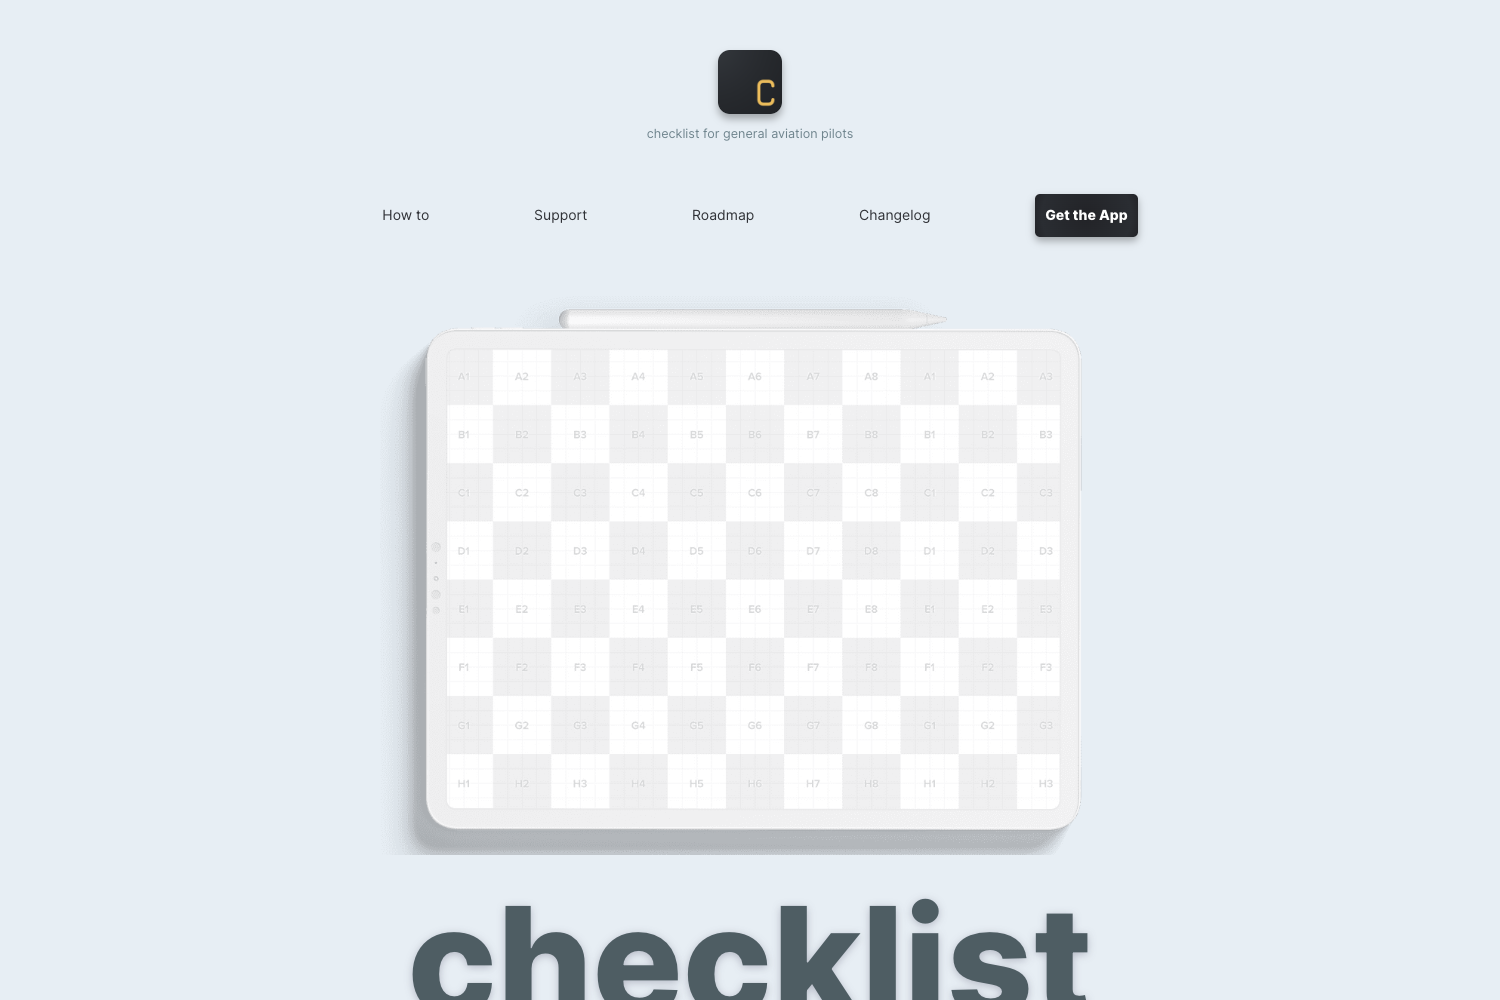 C
checklist for general aviation pilots
How to Support Roadmap Changelog Get the App
A1 A2 A3 A4 A5 A6 A7 A8 A1 A2 A3
B1 B2 B3 B4 B5 B6 B7 B8 B1 B2 B3
C1 C2 C3 C4 C5 C6 C7 C8 C1 C2 C3
D1 D2 D3 D4 D5 D6 D7 D8 D1 D2 D3
E1 E2 E3 E4 E5 E6 E7 E8 E1 E2 E3
F1 F2 F3 F4 F5 F6 F7 F8 F1 F2 F3
G1 G2 G3 G4 G5 G6 G7 G8 G1 G2 G3
H1 H2 H3 H4 H5 H6 H7 H8 H1 H2 H3
checklist